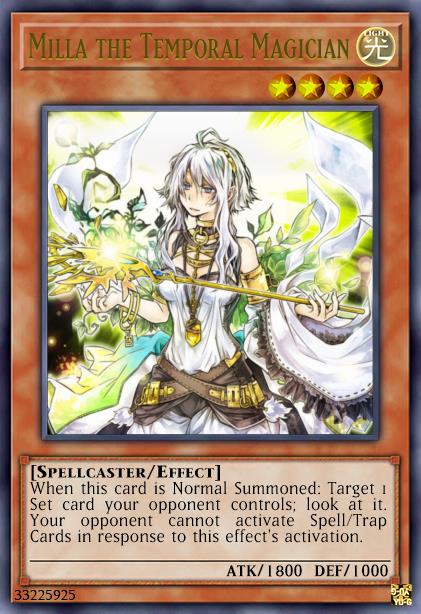 Milla the Temporal Magician
LIGHT
光
[Spellcaster/Effect]
When this card is Normal Summoned: Target 1
Set card your opponent controls; look at it.
Your opponent cannot activate Spell/Trap
Cards in response to this effect's activation.
ATK/1800 DEF/1000
33225925